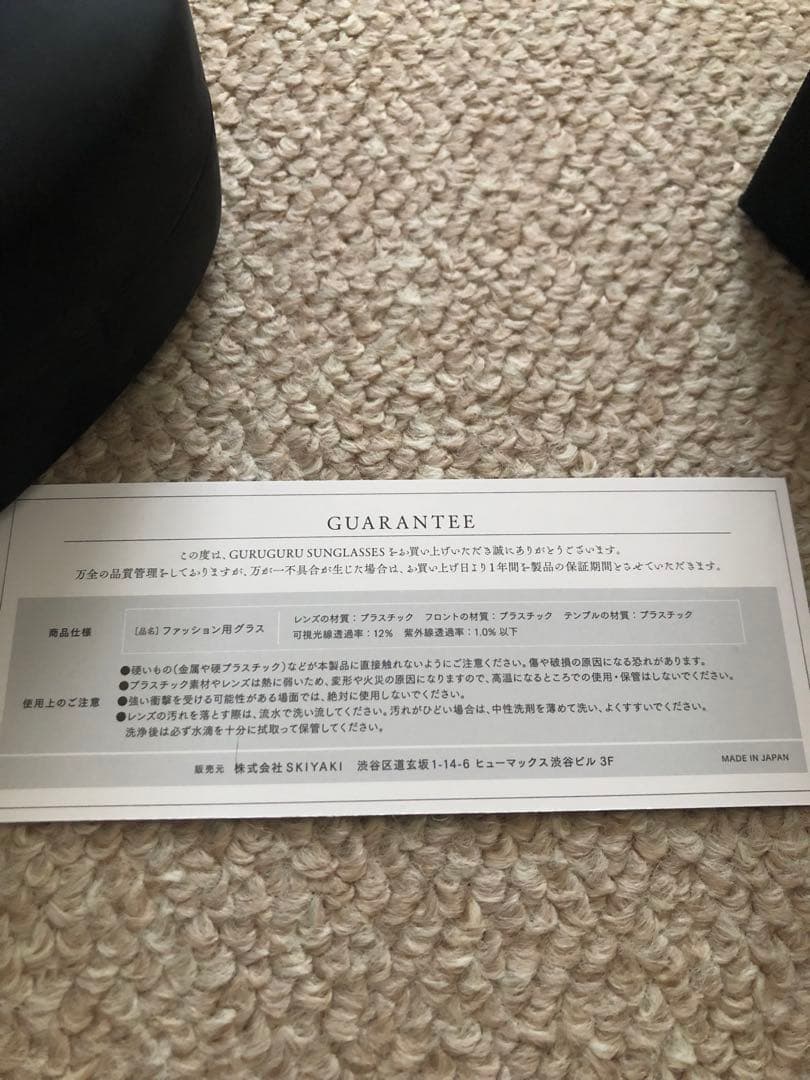 GUARANTEE
この度は、GURUGURU SUNGLASSESをお買い上げいただき誠にありがとうございます。
万全の品質管理をしておりますが、万が一不具合が生じた場合は、お買い上げ日より1年間を製品の保証期間とさせていただきます。
商品仕様
[品名] ファッション用グラス
レンズの材質：プラスチック フロントの材質：プラスチック テンプルの材質：プラスチック
可視光線透過率：12% 紫外線透過率：1.0% 以下
使用上のご注意
●硬いもの(金属や硬プラスチック)などが本製品に直接触れないようにご注意ください。傷や破損の原因になる恐れがあります。
●プラスチック素材やレンズは熱に弱いため、変形や火災の原因になりますので、高温になるところでの使用・保管はしないでください。
●強い衝撃を受ける可能性がある場面では、絶対に使用しないでください。
●レンズの汚れを落とす際は、流水で洗い流してください。汚れがひどい場合は、中性洗剤を薄めて洗い、よくすすいでください。
洗浄後は必ず水滴を十分に拭取って保管してください。
販売元 株式会社SKIYAKI 渋谷区道玄坂1-14-6 ヒューマックス渋谷ビル 3F
MADE IN JAPAN